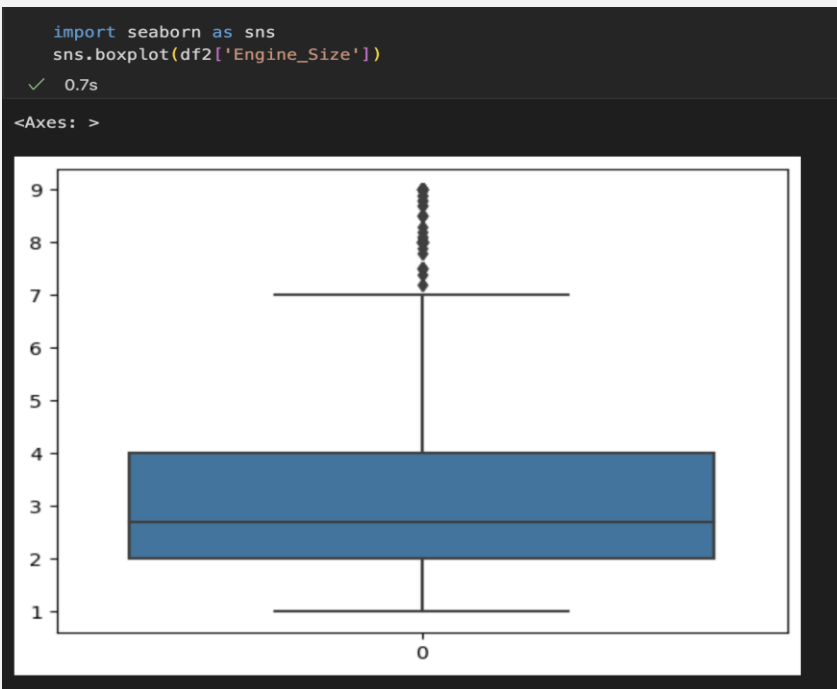 import seaborn as sns
sns.boxplot(df2['Engine_Size'])
0.7s
<Axes: >
9
8
7
6
5
4
3
2
1
0